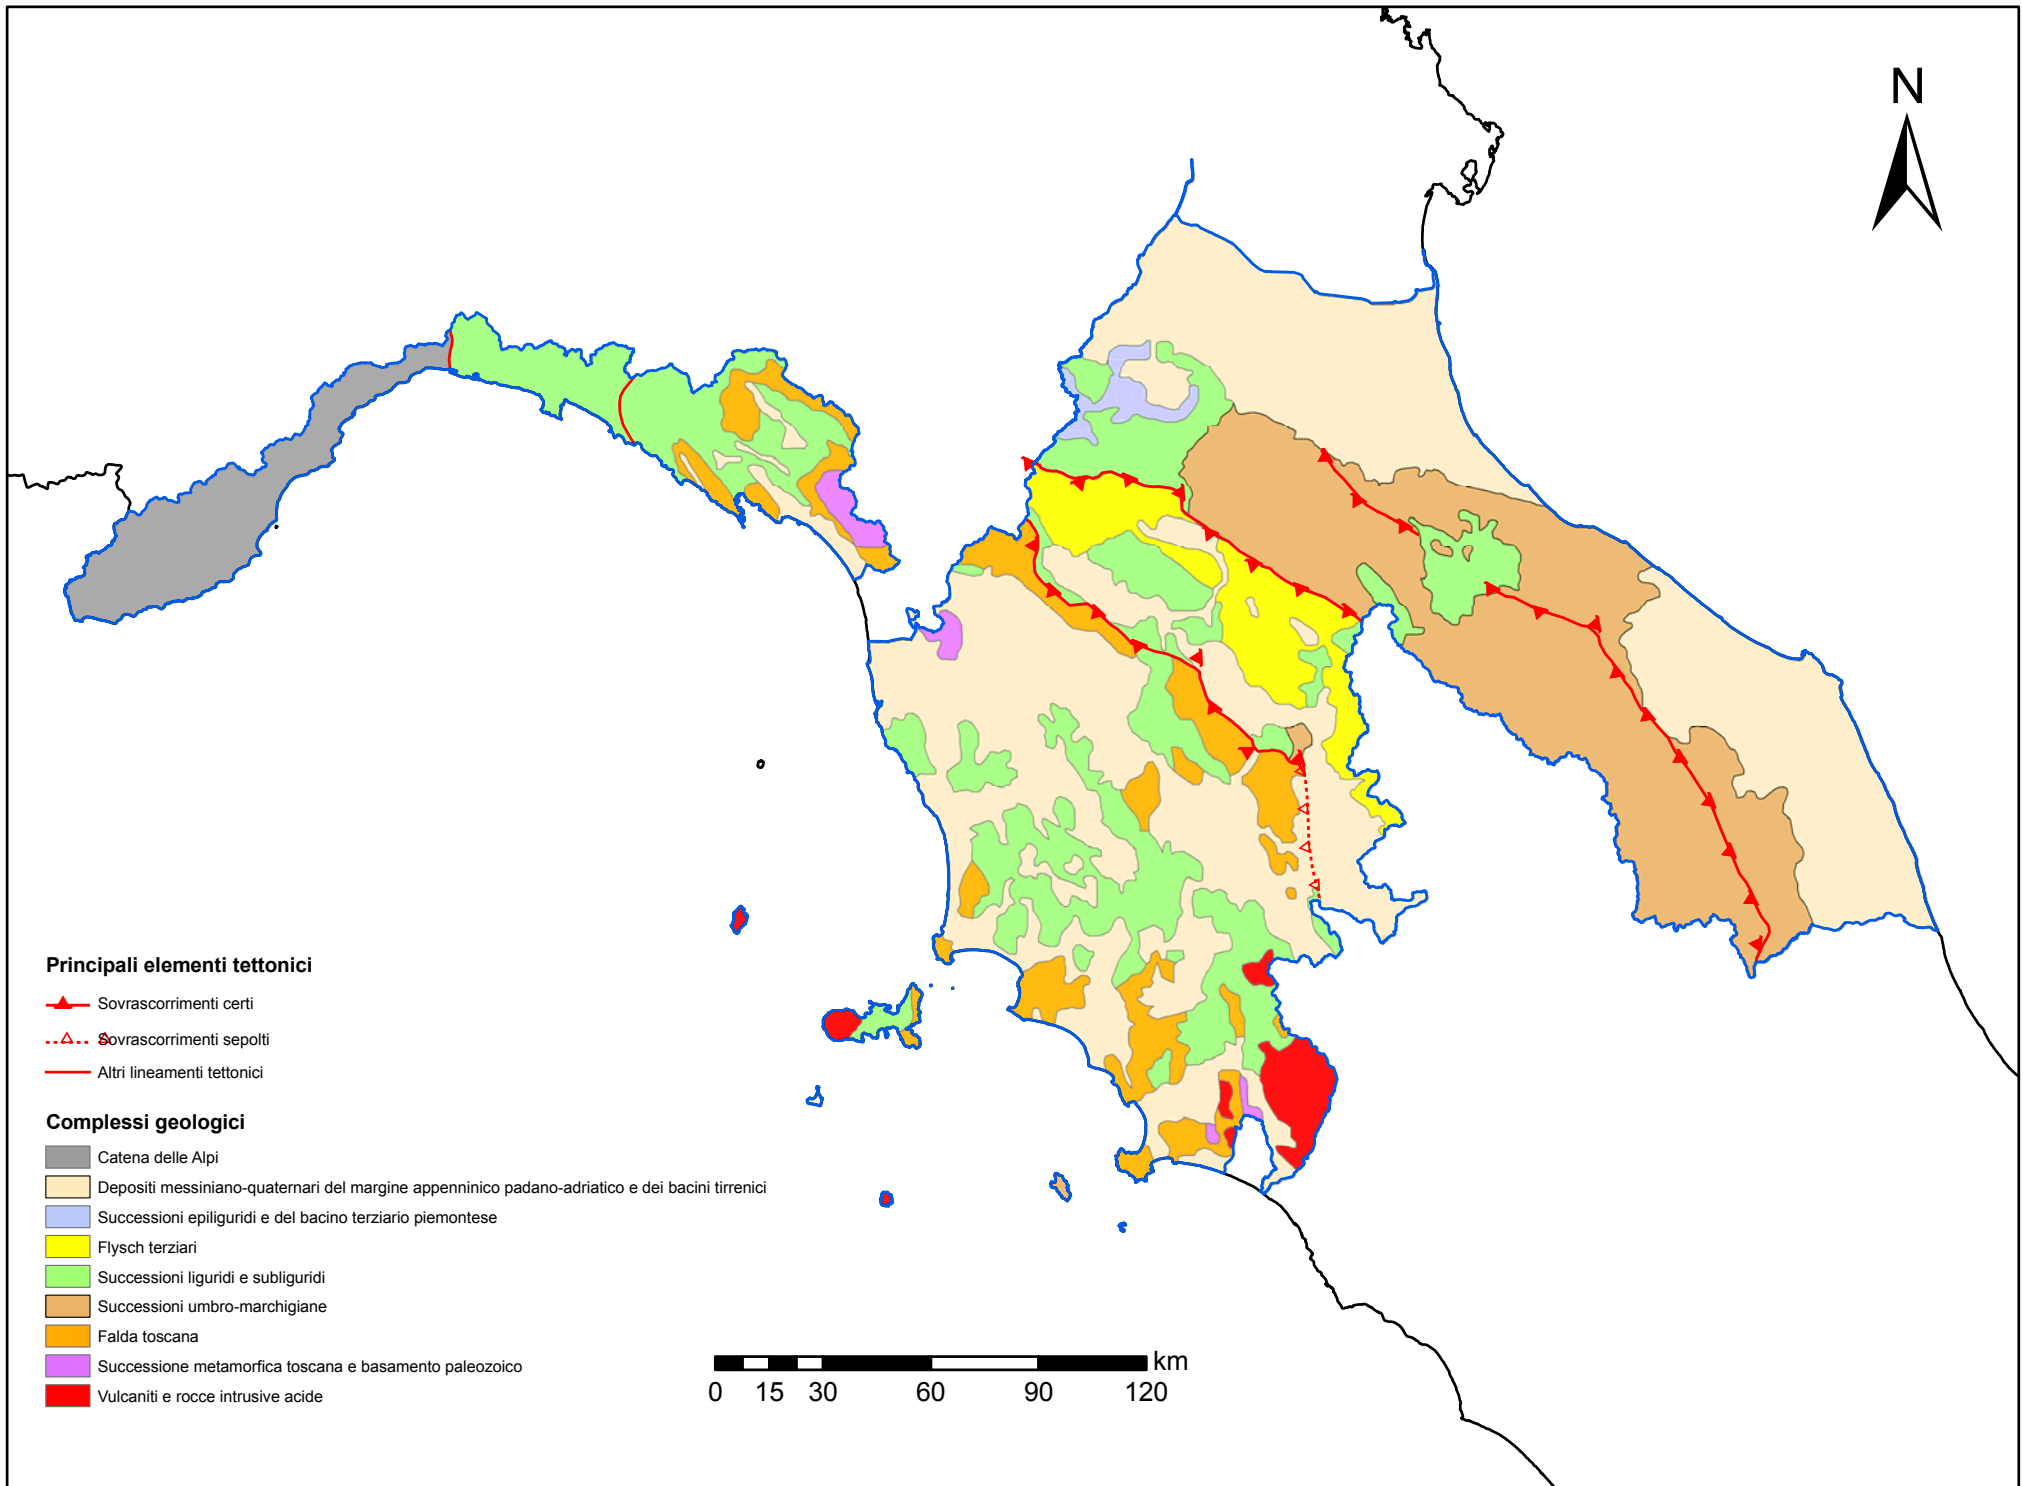 N
Principali elementi tettonici
Sovrascorrimenti certi
Sovrascorrimenti sepolti
Altri lineamenti tettonici
Complessi geologici
Catena delle Alpi
Depositi messiniano-quaternari del margine appenninico padano-adriatico e dei bacini tirrenici
Successioni epiliguridi e del bacino terziario piemontese
Flysch terziari
Successioni liguridi e subliguridi
Successioni umbro-marchigiane
Falda toscana
Successione metamorfica toscana e basamento paleozoico
Vulcaniti e rocce intrusive acide
km
0 15 30 60 90 120